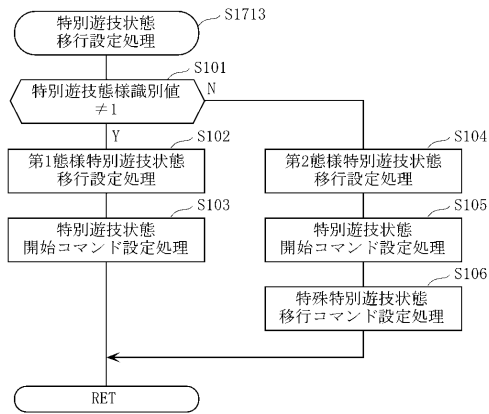 特別遊技状態
移行設定処理
S1713
S101
特別遊技態様識別値
≠1
N
Y
S102
第1態様特別遊技状態
移行設定処理
S103
特別遊技状態
開始コマンド設定処理
S104
第2態様特別遊技状態
移行設定処理
S105
特別遊技状態
開始コマンド設定処理
S106
特殊特別遊技状態
移行コマンド設定処理
RET